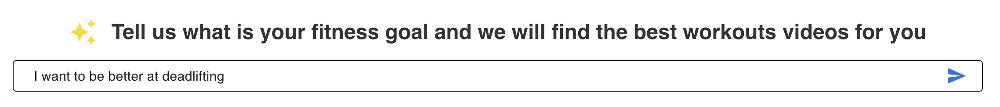 Tell us what is your fitness goal and we will find the best workouts videos for you
I want to be better at deadlifting